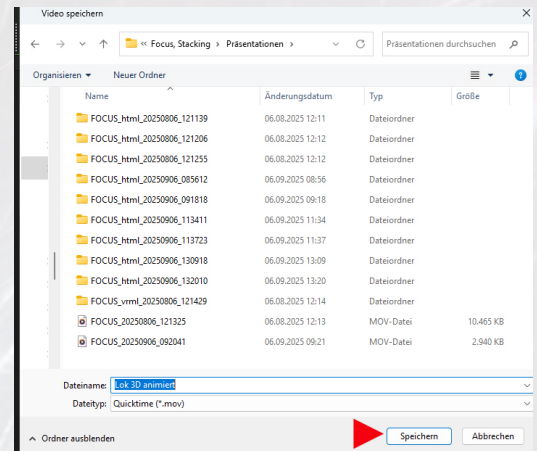 Video speichern
« Focus, Stacking › Präsentationen ›
Präsentationen durchsuchen
Organisieren Neuer Ordner
Name Änderungsdatum Typ Größe
FOCUS_html_20250806_121139 06.08.2025 12:11 Dateiordner
FOCUS_html_20250806_121206 06.08.2025 12:12 Dateiordner
FOCUS_html_20250806_121255 06.08.2025 12:12 Dateiordner
FOCUS_html_20250906_085612 06.09.2025 08:56 Dateiordner
FOCUS_html_20250906_091818 06.09.2025 09:18 Dateiordner
FOCUS_html_20250906_113411 06.09.2025 11:34 Dateiordner
FOCUS_html_20250906_113723 06.09.2025 11:37 Dateiordner
FOCUS_html_20250906_130918 06.09.2025 13:09 Dateiordner
FOCUS_html_20250906_132010 06.09.2025 13:20 Dateiordner
FOCUS_vrml_20250806_121429 06.08.2025 12:14 Dateiordner
FOCUS_20250806_121325 06.08.2025 12:13 MOV-Datei 10.465 KB
FOCUS_20250906_092041 06.09.2025 09:21 MOV-Datei 2.940 KB
Dateiname: Lok 3D animiert
Dateityp: Quicktime (*.mov)
Ordner ausblenden Speichern Abbrechen